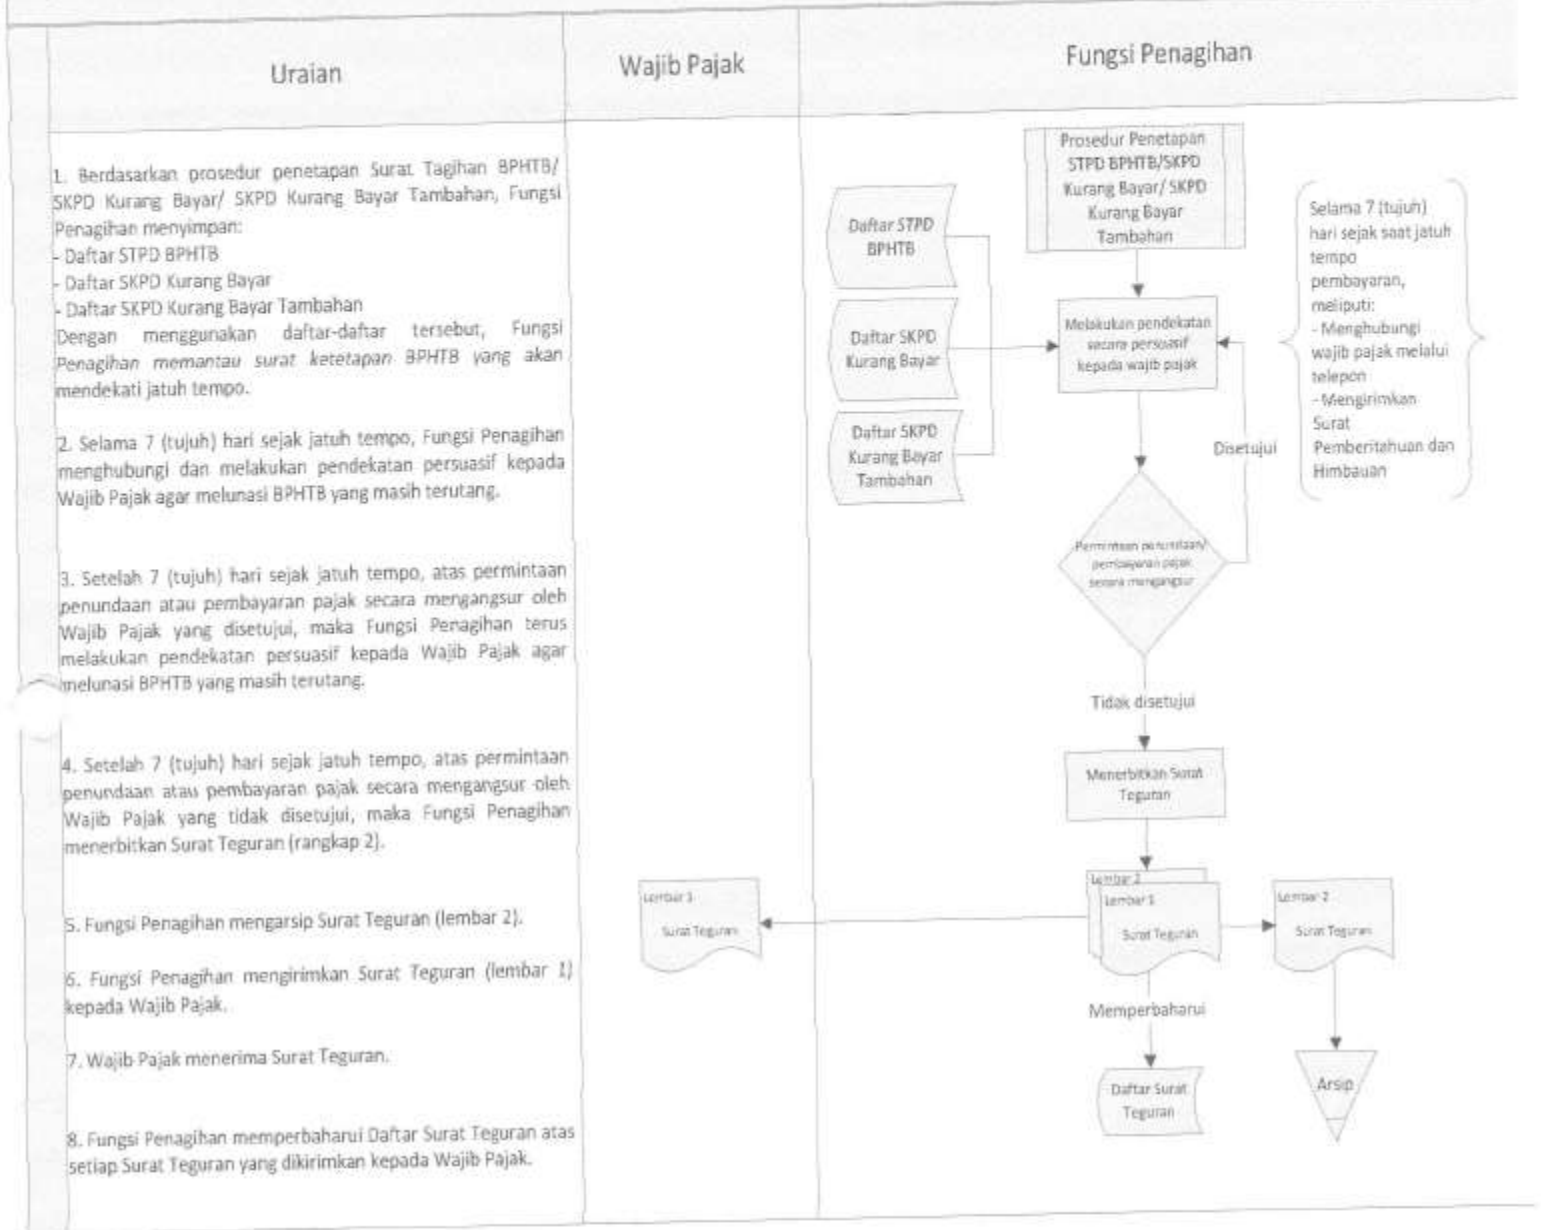 Uraian
Wajib Pajak
Fungsi Penagihan
1. Berdasarkan prosedur penetapan Surat Tagihan BPHTB/
SKPD Kurang Bayar/ SKPD Kurang Bayar Tambahan, Fungsi
Penagihan menyimpan:
- Daftar STPD BPHTB
- Daftar SKPD Kurang Bayar
- Daftar SKPD Kurang Bayar Tambahan
Dengan menggunakan daftar-daftar tersebut, Fungsi
Penagihan memantau surat ketetapan BPHTB yang akan
mendekati jatuh tempo.
2. Selama 7 (tujuh) hari sejak jatuh tempo, Fungsi Penagihan
menghubungi dan melakukan pendekatan persuasif kepada
Wajib Pajak agar melunasi BPHTB yang masih terutang.
3. Setelah 7 (tujuh) hari sejak jatuh tempo, atas permintaan
penundaan atau pembayaran pajak secara mengangsur oleh
Wajib Pajak yang disetujui, maka Fungsi Penagihan terus
melakukan pendekatan persuasif kepada Wajib Pajak agar
melunasi BPHTB yang masih terutang.
4. Setelah 7 (tujuh) hari sejak jatuh tempo, atas permintaan
penundaan atau pembayaran pajak secara mengangsur oleh
Wajib Pajak yang tidak disetujui, maka Fungsi Penagihan
menerbitkan Surat Teguran (rangkap 2).
5. Fungsi Penagihan mengarsip Surat Teguran (lembar 2).
6. Fungsi Penagihan mengirimkan Surat Teguran (lembar 1)
kepada Wajib Pajak.
7. Wajib Pajak menerima Surat Teguran.
8. Fungsi Penagihan memperbaharui Daftar Surat Teguran atas
setiap Surat Teguran yang dikirimkan kepada Wajib Pajak.
Lembar 1
Surat Teguran
Prosedur Penetapan
STPD BPHTB/SKPD
Kurang Bayar/ SKPD
Kurang Bayar
Tambahan
Daftar STPD
BPHTB
Daftar SKPD
Kurang Bayar
Daftar SKPD
Kurang Bayar
Tambahan
Melakukan pendekatan
secara persuasif
kepada wajib pajak
Selama 7 (tujuh)
hari sejak saat jatuh
tempo
pembayaran,
meliputi:
- Menghubungi
wajib pajak melalui
telepon
- Mengirimkan
Surat
Pemberitahuan dan
Himbauan
Disetujui
Permintaan penundaan/
pembayaran pajak
secara mengangsur
Tidak disetujui
Menerbitkan Surat
Teguran
Lembar 2
Lembar 1
Surat Teguran
Lembar 2
Surat Teguran
Memperbaharui
Daftar Surat
Teguran
Arsip